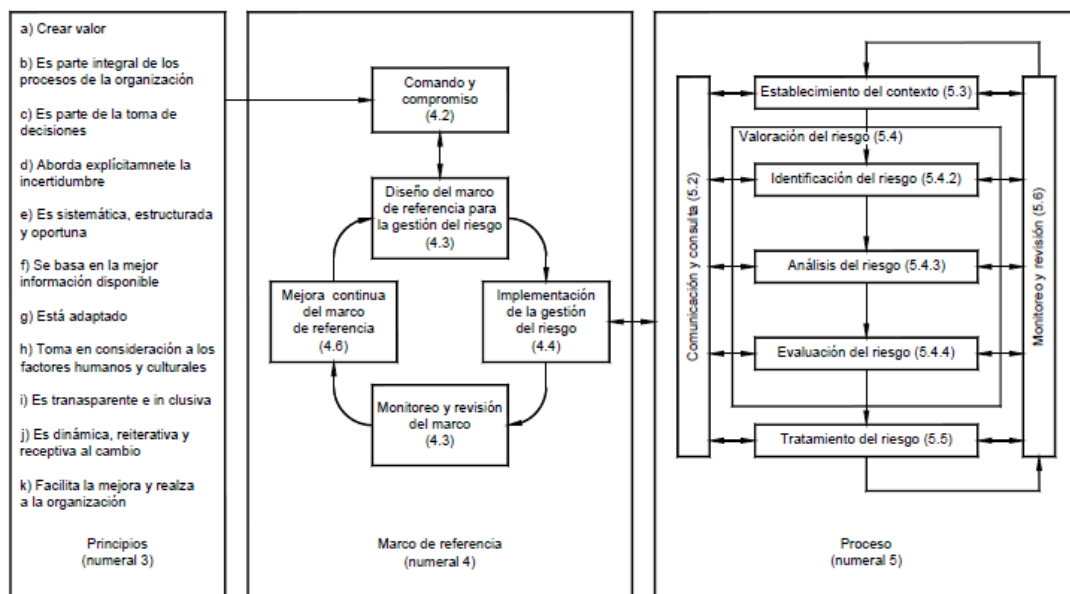 a) Crear valor
b) Es parte integral de los
procesos de la organización
c) Es parte de la toma de
decisiones
d) Aborda explícitamnete la
incertidumbre
e) Es sistemática, estructurada
y oportuna
f) Se basa en la mejor
información disponible
g) Está adaptado
h) Toma en consideración a los
factores humanos y culturales
i) Es tranasparente e in clusiva
j) Es dinámica, reiterativa y
receptiva al cambio
k) Facilita la mejora y realza
a la organización
Principios
(numeral 3)
Comando y
compromiso
(4.2)
Diseño del marco
de referencia para
la gestión del riesgo
(4.3)
Mejora continua
del marco
de referencia
(4.6)
Implementación
de la gestión
del riesgo
(4.4)
Monitoreo y revisión
del marco
(4.3)
Marco de referencia
(numeral 4)
Comunicación y consulta (5.2)
Establecimiento del contexto (5.3)
Valoración del riesgo (5.4)
Identificación del riesgo (5.4.2)
Análisis del riesgo (5.4.3)
Evaluación del riesgo (5.4.4)
Tratamiento del riesgo (5.5)
Monitoreo y revisión (5.6)
Proceso
(numeral 5)